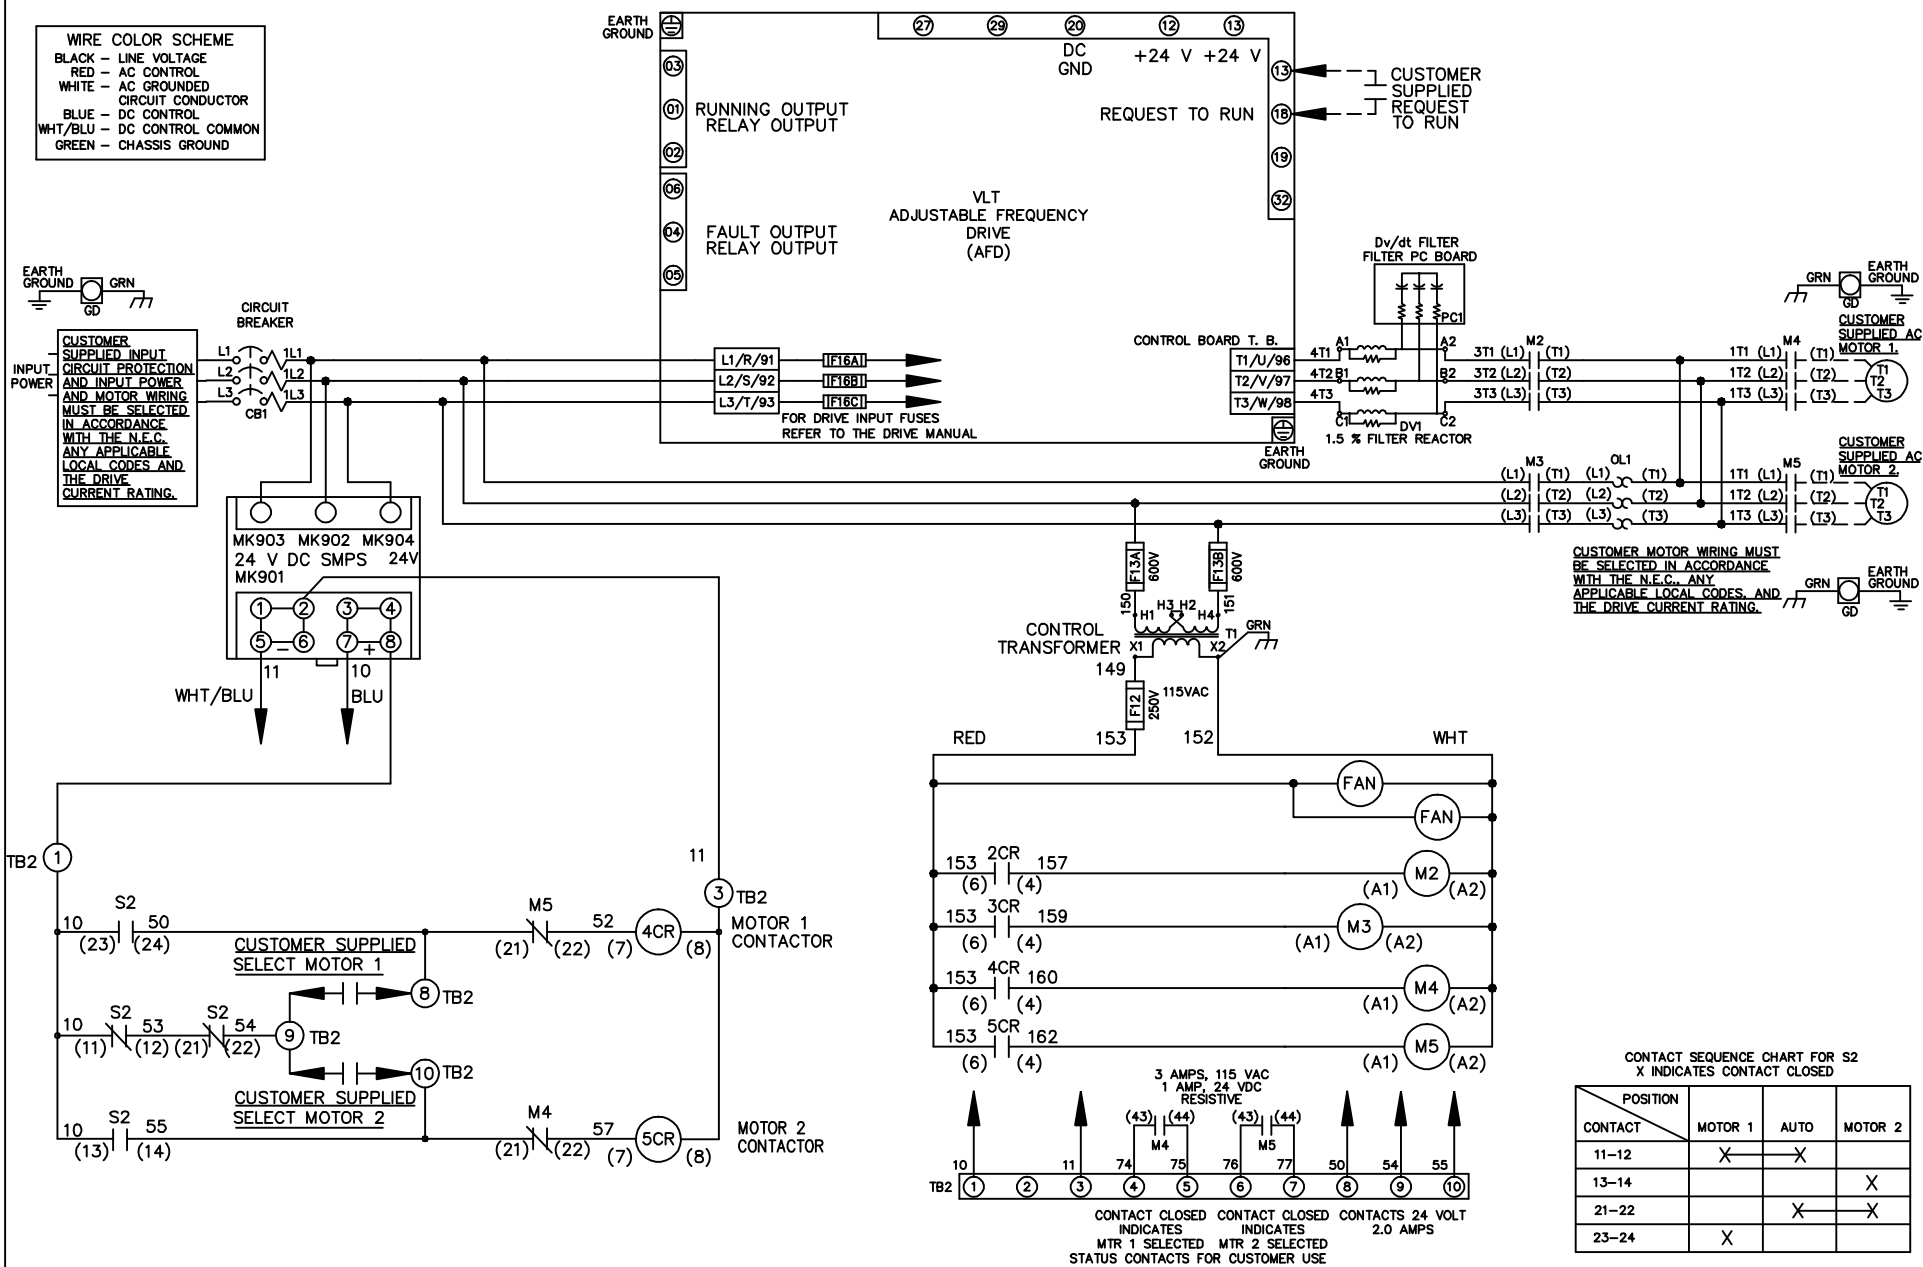 WIRE COLOR SCHEME
BLACK – LINE VOLTAGE
RED – AC CONTROL
WHITE – AC GROUNDED
CIRCUIT CONDUCTOR
BLUE – DC CONTROL
WHT/BLU – DC CONTROL COMMON
GREEN – CHASSIS GROUND
EARTH
GROUND
27 29 20 12 13
DC
GND
+24 V +24 V
03
01
02
RUNNING OUTPUT
RELAY OUTPUT
06
04
05
FAULT OUTPUT
RELAY OUTPUT
13
REQUEST TO RUN 18
19
32
CUSTOMER
SUPPLIED
REQUEST
TO RUN
VLT
ADJUSTABLE FREQUENCY
DRIVE
(AFD)
EARTH
GROUND
GRN
GD
CIRCUIT
BREAKER
INPUT
POWER
CUSTOMER
SUPPLIED INPUT
CIRCUIT PROTECTION
AND INPUT POWER
AND MOTOR WIRING
MUST BE SELECTED
IN ACCORDANCE
WITH THE N.E.C.
ANY APPLICABLE
LOCAL CODES AND
THE DRIVE
CURRENT RATING.
L1 1L1
L2 1L2
L3 1L3
CB1
L1/R/91 F16A
L2/S/92 F16B
L3/T/93 F16C
FOR DRIVE INPUT FUSES
REFER TO THE DRIVE MANUAL
CONTROL BOARD T. B.
T1/U/96
T2/V/97
T3/W/98
EARTH
GROUND
Dv/dt FILTER
FILTER PC BOARD
PC1
4T1 A1 A2
4T2 B1 B2
4T3 C1 C2
DV1
1.5 % FILTER REACTOR
M2
3T1 (L1) (T1)
3T2 (L2) (T2)
3T3 (L3) (T3)
M4
1T1 (L1) (T1)
1T2 (L2) (T2)
1T3 (L3) (T3)
GRN
GD
EARTH
GROUND
CUSTOMER
SUPPLIED AC
MOTOR 1.
T1
T2
T3
M3 OL1
(L1) (T1) (L1) (T1)
(L2) (T2) (L2) (T2)
(L3) (T3) (L3) (T3)
M5
1T1 (L1) (T1)
1T2 (L2) (T2)
1T3 (L3) (T3)
CUSTOMER
SUPPLIED AC
MOTOR 2.
T1
T2
T3
CUSTOMER MOTOR WIRING MUST
BE SELECTED IN ACCORDANCE
WITH THE N.E.C., ANY
APPLICABLE LOCAL CODES, AND
THE DRIVE CURRENT RATING.
GRN
GD
EARTH
GROUND
MK903 MK902 MK904
24 V DC SMPS 24V
MK901
1 2 3 4
5 – 6 7 + 8
11 10
WHT/BLU BLU
F13A 600V
F13B 600V
150 151
H1 H3 H2 H4
CONTROL
TRANSFORMER
X1 X2 T1
GRN
149
F12 250V
115VAC
153 152
RED WHT
FAN
FAN
153 2CR 157
(6) (4)
M2
(A1) (A2)
153 3CR 159
(6) (4)
M3
(A1) (A2)
153 4CR 160
(6) (4)
M4
(A1) (A2)
153 5CR 162
(6) (4)
M5
(A1) (A2)
TB2 1
11
3 TB2
S2
10 50
(23) (24)
M5
(21) (22)
52
(7) 4CR (8)
MOTOR 1
CONTACTOR
CUSTOMER SUPPLIED
SELECT MOTOR 1
8 TB2
S2 S2
10 53 54
(11) (12) (21) (22)
9 TB2
10 TB2
CUSTOMER SUPPLIED
SELECT MOTOR 2
S2
10 55
(13) (14)
M4
(21) (22)
57
(7) 5CR (8)
MOTOR 2
CONTACTOR
3 AMPS, 115 VAC
1 AMP, 24 VDC
RESISTIVE
(43) (44) (43) (44)
M4 M5
10 11 74 75 76 77 50 54 55
TB2 1 2 3 4 5 6 7 8 9 10
CONTACT CLOSED
INDICATES
MTR 1 SELECTED
CONTACT CLOSED
INDICATES
MTR 2 SELECTED
STATUS CONTACTS FOR CUSTOMER USE
CONTACTS 24 VOLT
2.0 AMPS
CONTACT SEQUENCE CHART FOR S2
X INDICATES CONTACT CLOSED
POSITION
CONTACT MOTOR 1 AUTO MOTOR 2
11–12 X X
13–14 X
21–22 X X
23–24 X